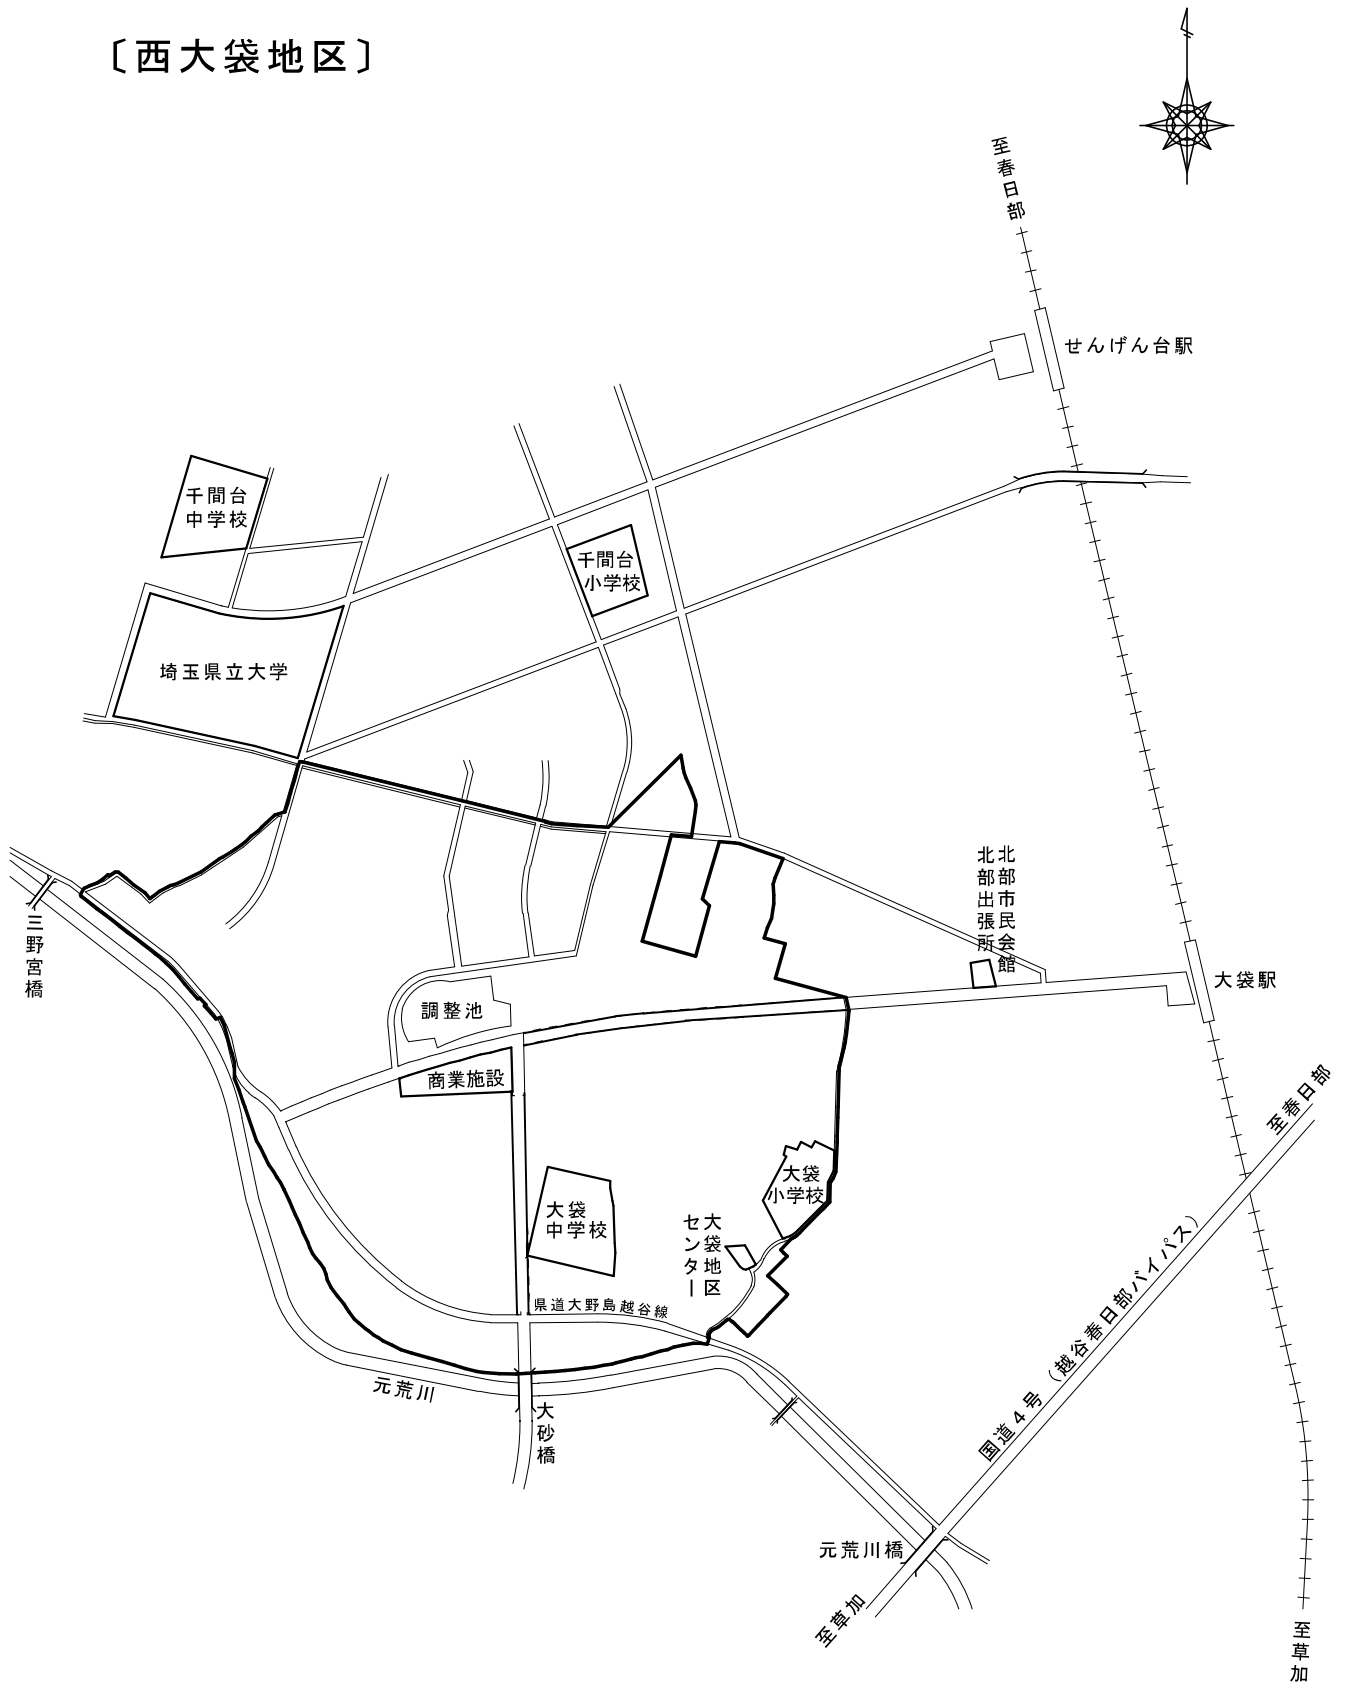 〔西大袋地区〕
至春日部
せんげん台駅
千間台
中学校
千間台
小学校
埼玉県立大学
北部市民会館
北部出張所
三野宮橋
大袋駅
調整池
商業施設
至春日部
大袋
小学校
大袋
中学校
大袋地区
センター
県道大野島越谷線
国道４号（越谷春日部バイパス）
元荒川
大砂橋
元荒川橋
至草加
至草加